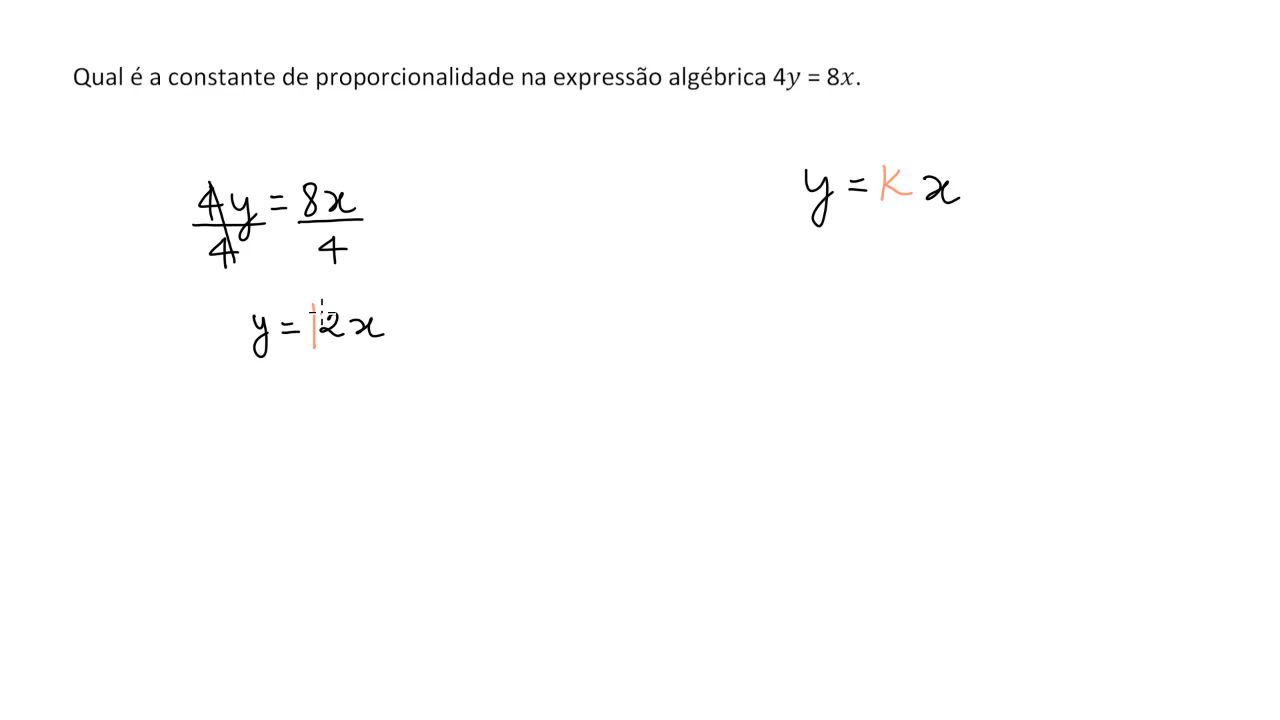 Qual é a constante de proporcionalidade na expressão algébrica 4y = 8x.
4y = 8x
4 4
y = kx
y = 2x